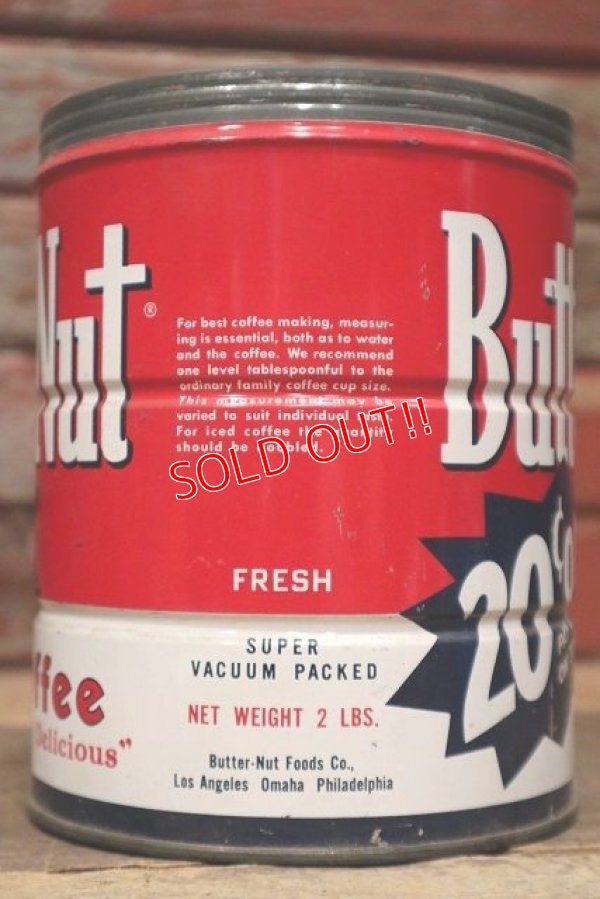 Nut®
For best coffee making, measur-
ing is essential, both as to water
and the coffee. We recommend
one level tablespoonful to the
ordinary family coffee cup size.
This measurement may be
varied to suit individual taste.
For iced coffee the quantity
should be doubled.
SOLD OUT!!
Butt
20¢
FRESH
SUPER
VACUUM PACKED
NET WEIGHT 2 LBS.
Butter-Nut Foods Co.,
Los Angeles Omaha Philadelphia
ffee
Delicious”